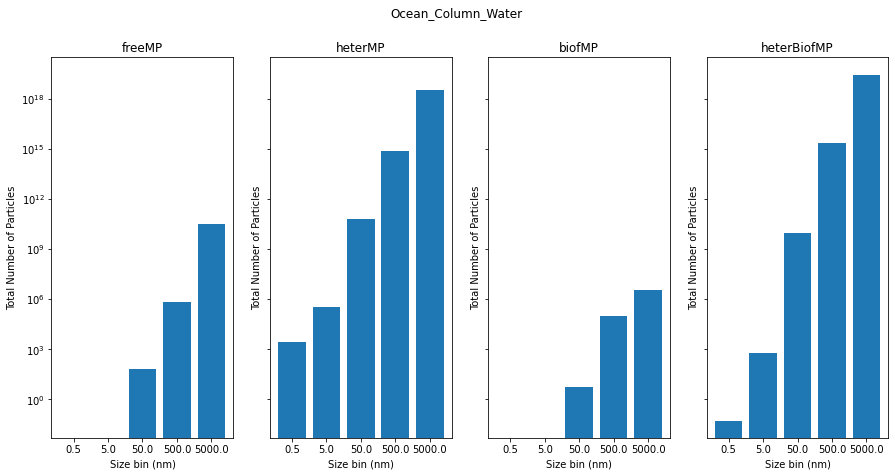 Ocean_Column_Water
freeMP
heterMP
biofMP
heterBiofMP
Total Number of Particles
10^18
10^15
10^12
10^9
10^6
10^3
10^0
0.5 5.0 50.0 500.0 5000.0
Size bin (nm)
Total Number of Particles
0.5 5.0 50.0 500.0 5000.0
Size bin (nm)
Total Number of Particles
0.5 5.0 50.0 500.0 5000.0
Size bin (nm)
Total Number of Particles
0.5 5.0 50.0 500.0 5000.0
Size bin (nm)